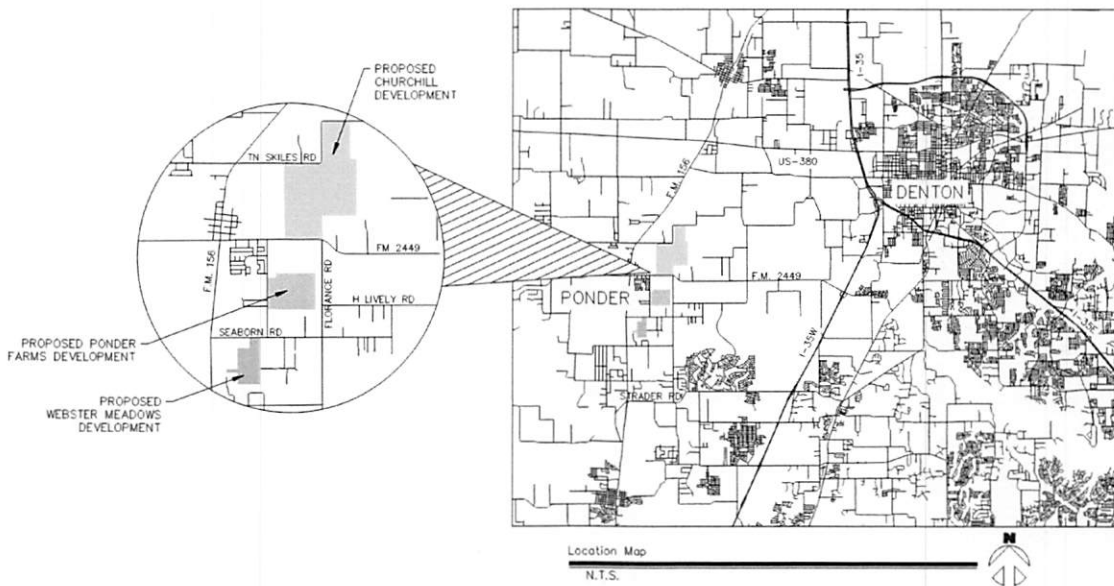 PROPOSED
CHURCHILL
DEVELOPMENT
TN SKILES RD
F.M. 156
FM 2449
FLORANCE RD
H LIVELY RD
SEABORN RD
PROPOSED PONDER
FARMS DEVELOPMENT
PROPOSED
WEBSTER MEADOWS
DEVELOPMENT
I-35
F.M. 156
US-380
DENTON
F.M. 2449
PONDER
I-35W
I-35E
STRADER RD
Location Map
N.T.S.
N